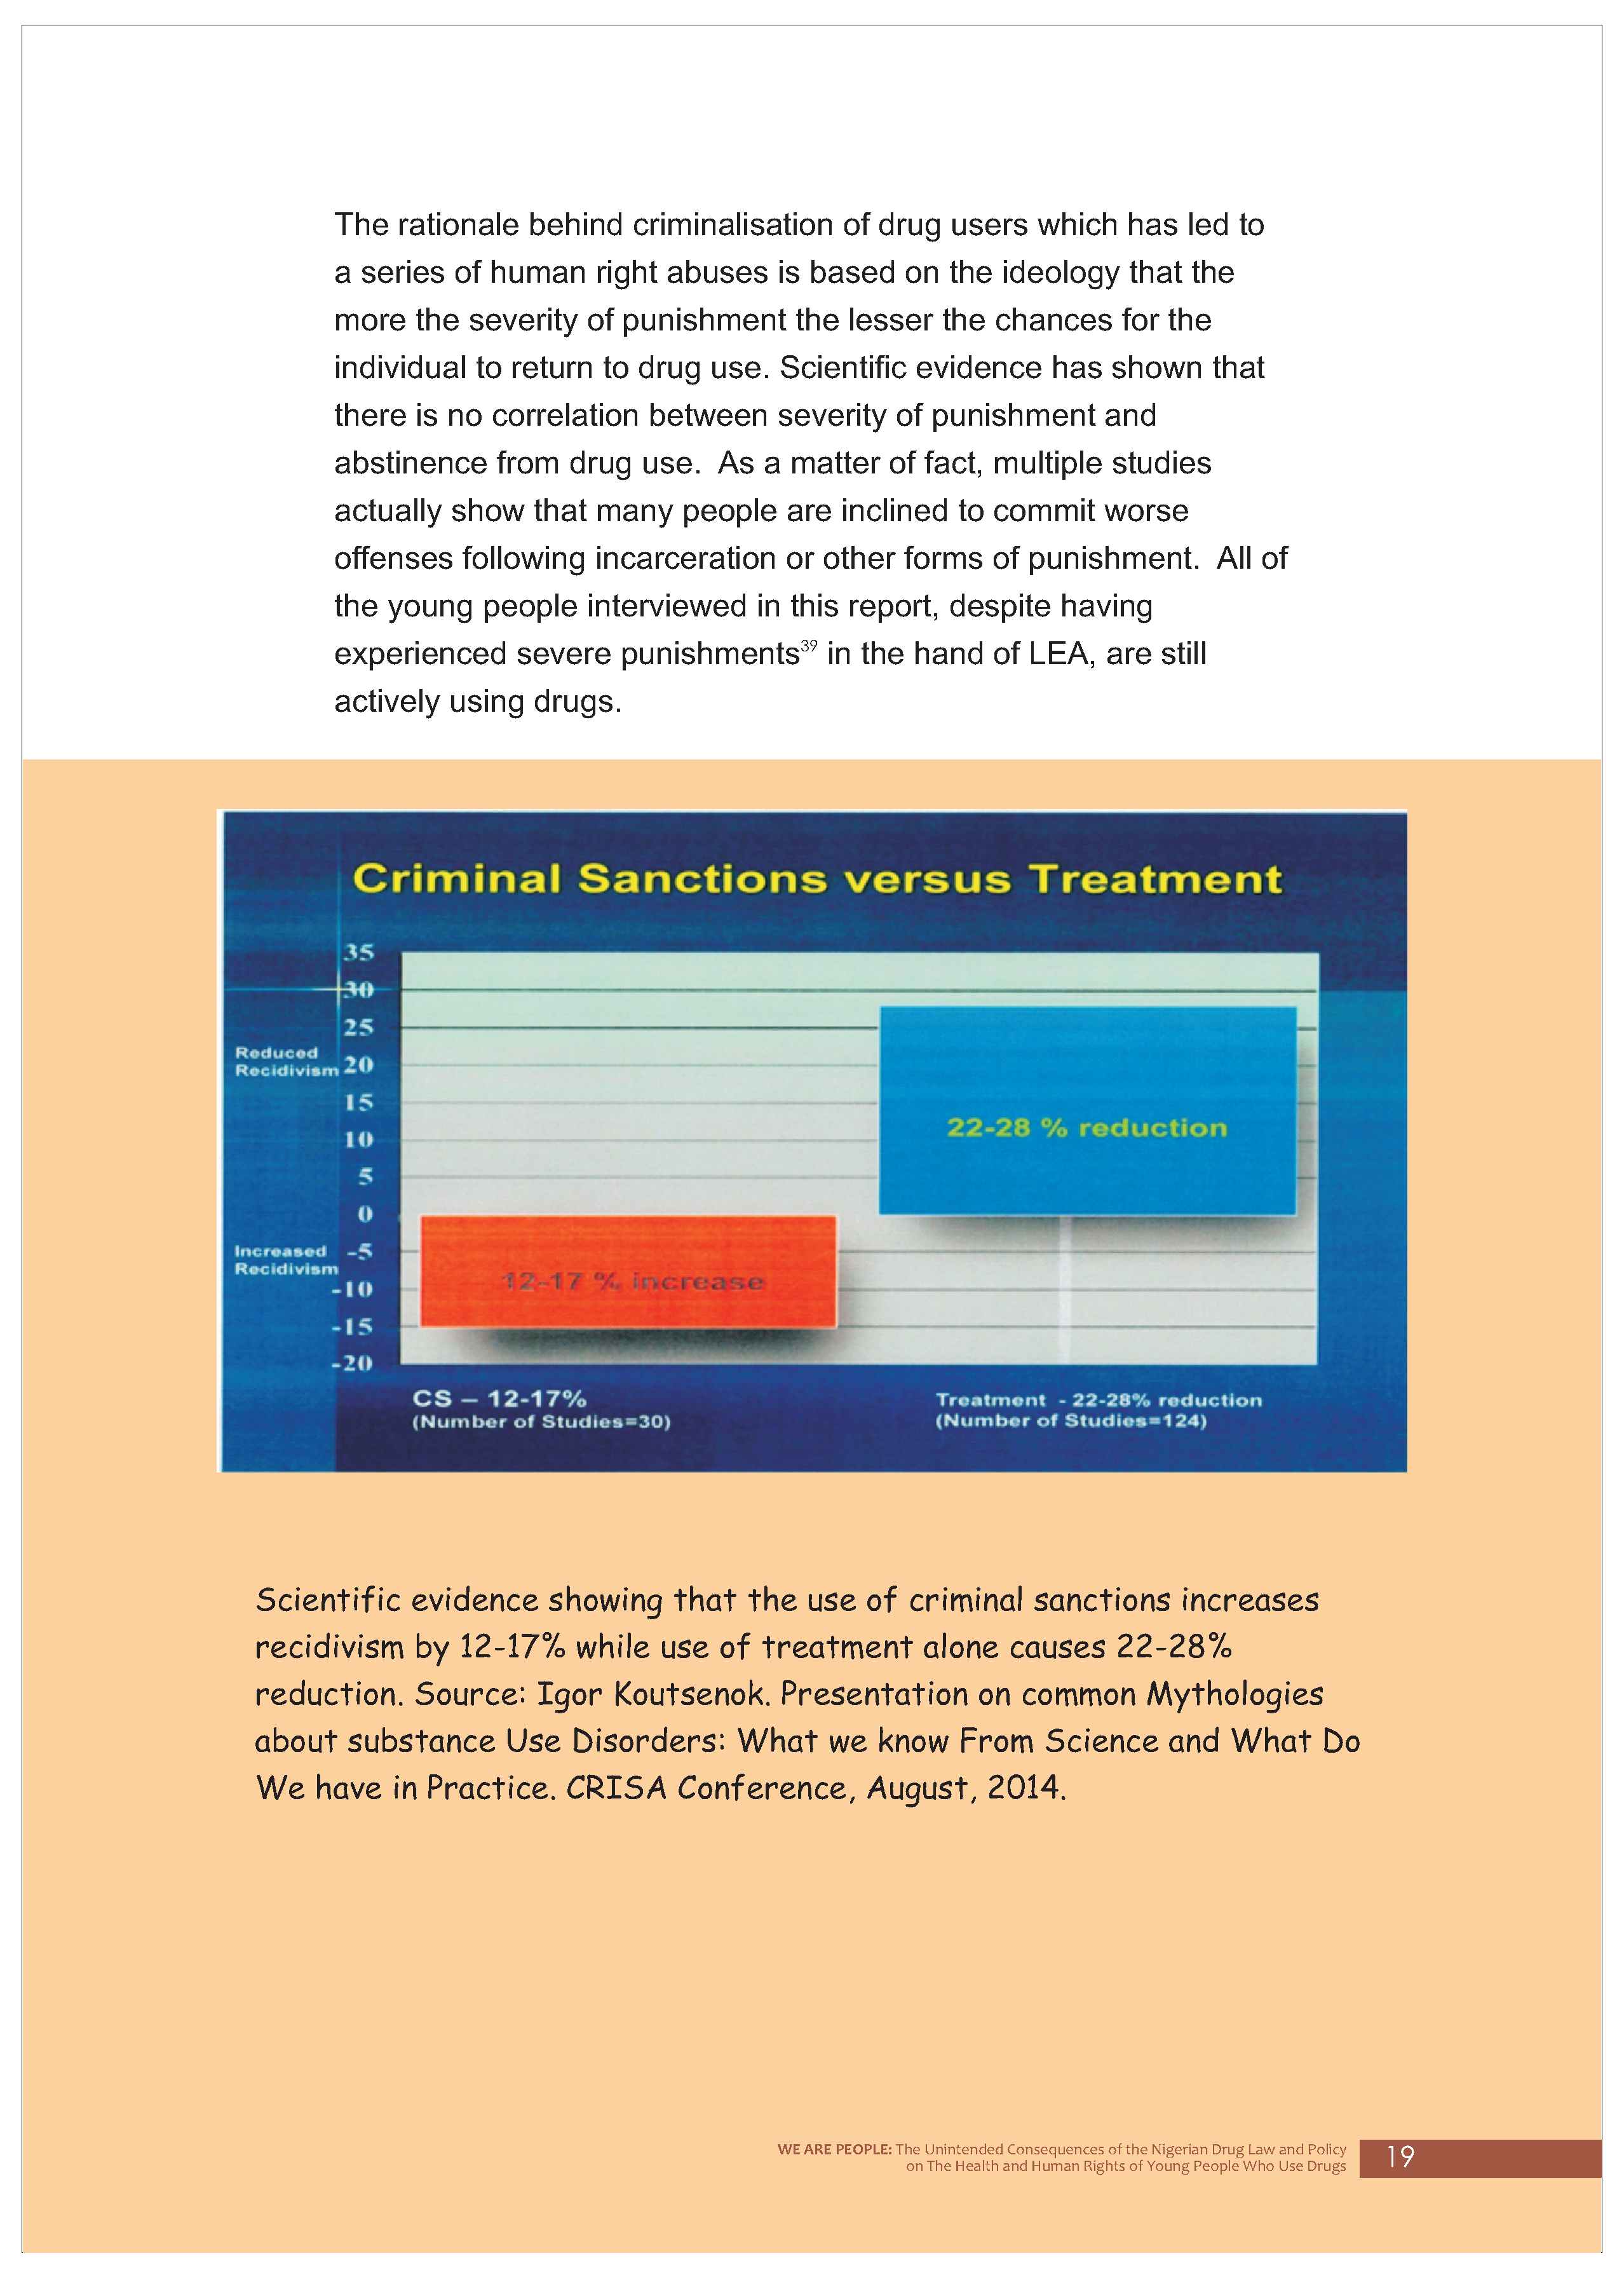 The rationale behind criminalisation of drug users which has led to
a series of human right abuses is based on the ideology that the
more the severity of punishment the lesser the chances for the
individual to return to drug use. Scientific evidence has shown that
there is no correlation between severity of punishment and
abstinence from drug use.  As a matter of fact, multiple studies
actually show that many people are inclined to commit worse
offenses following incarceration or other forms of punishment.  All of
the young people interviewed in this report, despite having
experienced severe punishments39 in the hand of LEA, are still
actively using drugs.
Criminal Sanctions versus Treatment
35
30
25
Reduced
Recidivism
20
15
10
5
0
Increased
Recidivism
-5
-10
-15
-20
22-28 % reduction
12-17 % increase
CS – 12-17%
(Number of Studies=30)
Treatment - 22-28% reduction
(Number of Studies=124)
Scientific evidence showing that the use of criminal sanctions increases
recidivism by 12-17% while use of treatment alone causes 22-28%
reduction. Source: Igor Koutsenok. Presentation on common Mythologies
about substance Use Disorders: What we know From Science and What Do
We have in Practice. CRISA Conference, August, 2014.
WE ARE PEOPLE: The Unintended Consequences of the Nigerian Drug Law and Policy
on The Health and Human Rights of Young People Who Use Drugs
19